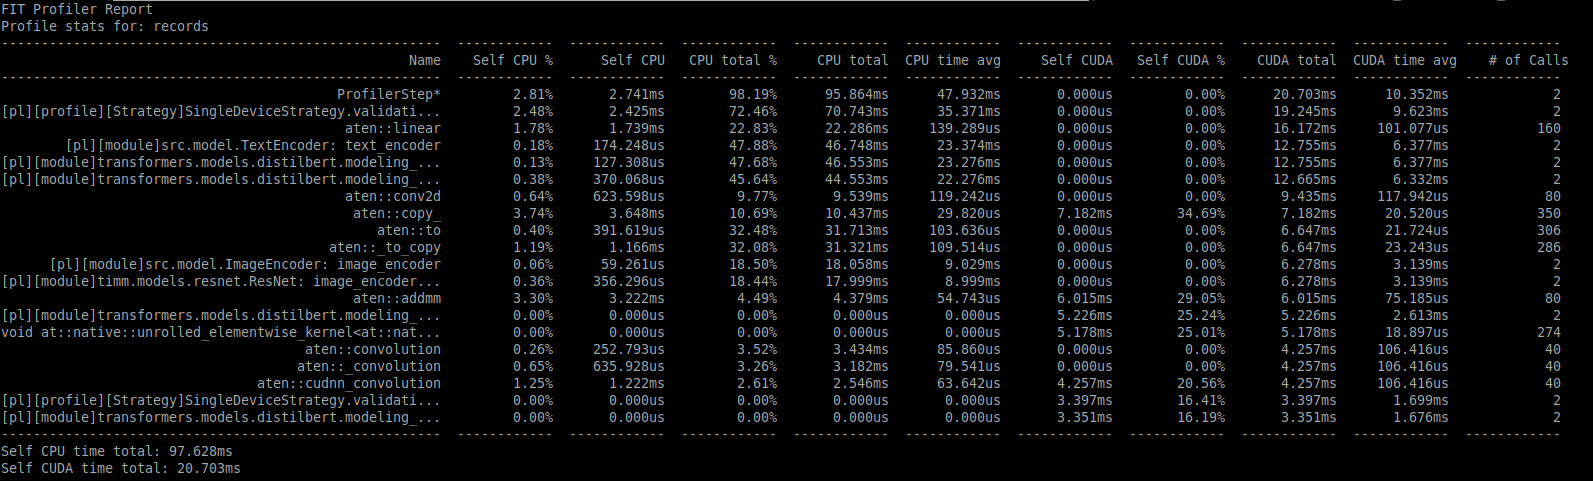 FIT Profiler Report
Profile stats for: records
-------------------------------------------------------  ------------  ------------  ------------  ------------  ------------  ------------  ------------  ------------  ------------  ------------
Name  Self CPU %  Self CPU  CPU total %  CPU total  CPU time avg  Self CUDA  Self CUDA %  CUDA total  CUDA time avg  # of Calls
-------------------------------------------------------  ------------  ------------  ------------  ------------  ------------  ------------  ------------  ------------  ------------  ------------
ProfilerStep*  2.81%  2.741ms  98.19%  95.864ms  47.932ms  0.000us  0.00%  20.703ms  10.352ms  2
[pl][profile][Strategy]SingleDeviceStrategy.validati...  2.48%  2.425ms  72.46%  70.743ms  35.371ms  0.000us  0.00%  19.245ms  9.623ms  2
aten::linear  1.78%  1.739ms  22.83%  22.286ms  139.289us  0.000us  0.00%  16.172ms  101.077us  160
[pl][module]src.model.TextEncoder: text_encoder  0.18%  174.248us  47.88%  46.748ms  23.374ms  0.000us  0.00%  12.755ms  6.377ms  2
[pl][module]transformers.models.distilbert.modeling_...  0.13%  127.308us  47.68%  46.553ms  23.276ms  0.000us  0.00%  12.755ms  6.377ms  2
[pl][module]transformers.models.distilbert.modeling_...  0.38%  370.068us  45.64%  44.553ms  22.276ms  0.000us  0.00%  12.665ms  6.332ms  2
aten::conv2d  0.64%  623.598us  9.77%  9.539ms  119.242us  0.000us  0.00%  9.435ms  117.942us  80
aten::copy_  3.74%  3.648ms  10.69%  10.437ms  29.820us  7.182ms  34.69%  7.182ms  20.520us  350
aten::to  0.40%  391.619us  32.48%  31.713ms  103.636us  0.000us  0.00%  6.647ms  21.724us  306
aten::_to_copy  1.19%  1.166ms  32.08%  31.321ms  109.514us  0.000us  0.00%  6.647ms  23.243us  286
[pl][module]src.model.ImageEncoder: image_encoder  0.06%  59.261us  18.50%  18.058ms  9.029ms  0.000us  0.00%  6.278ms  3.139ms  2
[pl][module]timm.models.resnet.ResNet: image_encoder...  0.36%  356.296us  18.44%  17.999ms  8.999ms  0.000us  0.00%  6.278ms  3.139ms  2
aten::addmm  3.30%  3.222ms  4.49%  4.379ms  54.743us  6.015ms  29.05%  6.015ms  75.185us  80
[pl][module]transformers.models.distilbert.modeling_...  0.00%  0.000us  0.00%  0.000us  0.000us  5.226ms  25.24%  5.226ms  2.613ms  2
void at::native::unrolled_elementwise_kernel<at::nat...  0.00%  0.000us  0.00%  0.000us  0.000us  5.178ms  25.01%  5.178ms  18.897us  274
aten::convolution  0.26%  252.793us  3.52%  3.434ms  85.860us  0.000us  0.00%  4.257ms  106.416us  40
aten::_convolution  0.65%  635.928us  3.26%  3.182ms  79.541us  0.000us  0.00%  4.257ms  106.416us  40
aten::cudnn_convolution  1.25%  1.222ms  2.61%  2.546ms  63.642us  4.257ms  20.56%  4.257ms  106.416us  40
[pl][profile][Strategy]SingleDeviceStrategy.validati...  0.00%  0.000us  0.00%  0.000us  0.000us  3.397ms  16.41%  3.397ms  1.699ms  2
[pl][module]transformers.models.distilbert.modeling_...  0.00%  0.000us  0.00%  0.000us  0.000us  3.351ms  16.19%  3.351ms  1.676ms  2
-------------------------------------------------------  ------------  ------------  ------------  ------------  ------------  ------------  ------------  ------------  ------------  ------------
Self CPU time total: 97.628ms
Self CUDA time total: 20.703ms